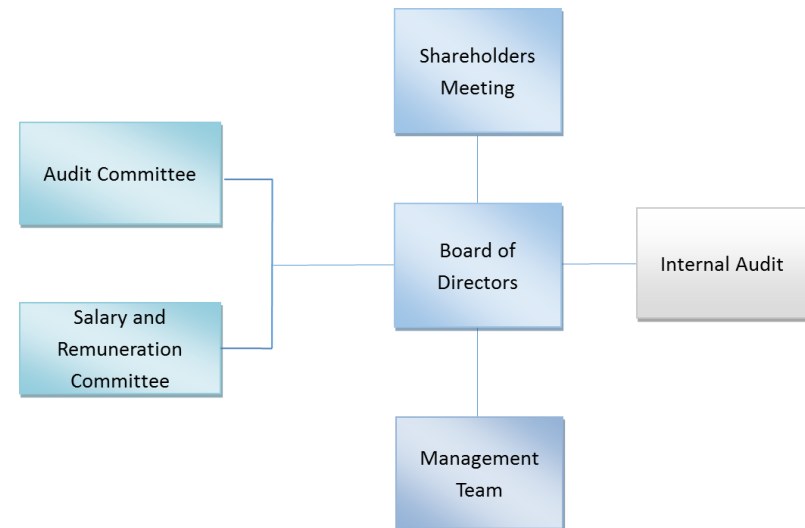 Shareholders
Meeting
Audit Committee
Board of
Directors
Internal Audit
Salary and
Remuneration
Committee
Management
Team